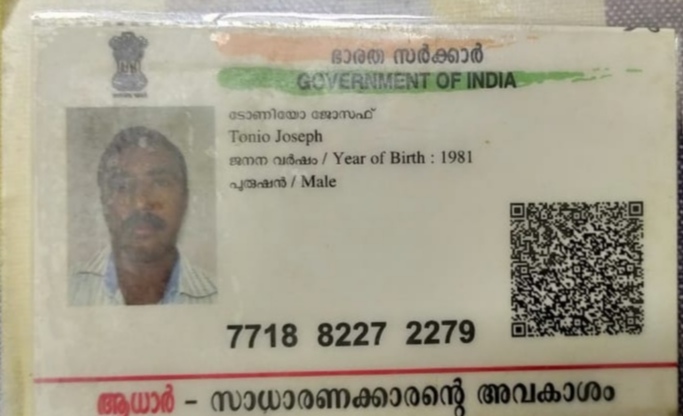 ഭാരത സർക്കാർ
GOVERNMENT OF INDIA
ടോണിയോ ജോസഫ്
Tonio Joseph
ജനന വർഷം / Year of Birth : 1981
പുരുഷൻ / Male
7718 8227 2279
ആധാർ - സാധാരണക്കാരന്റെ അവകാശം